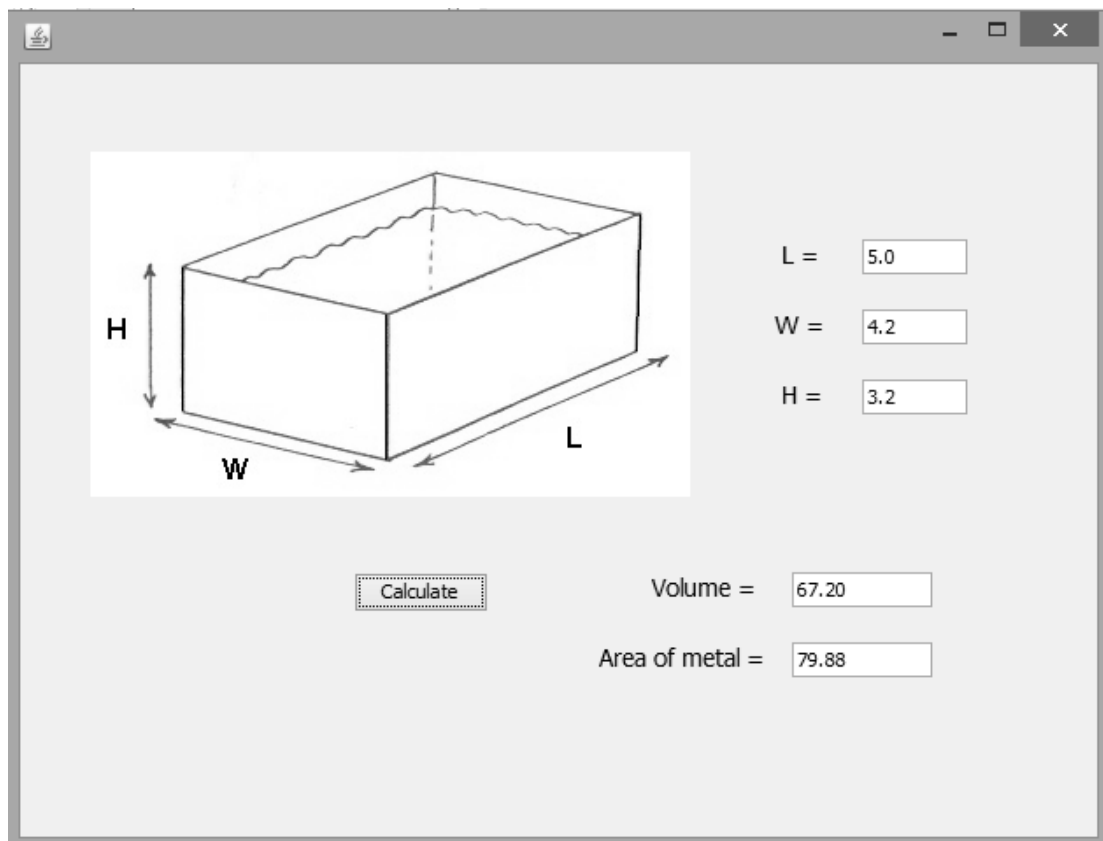 H
W
L
L = 5.0
W = 4.2
H = 3.2
Calculate
Volume = 67.20
Area of metal = 79.88